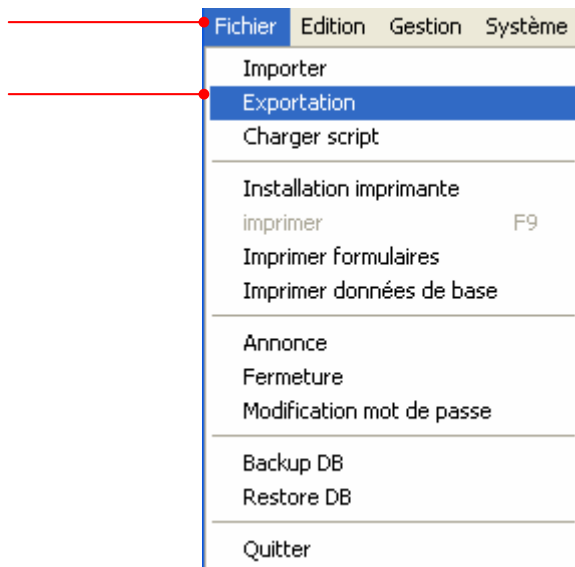 Fichier Edition Gestion Système
Importer
Exportation
Charger script
Installation imprimante
imprimer F9
Imprimer formulaires
Imprimer données de base
Annonce
Fermeture
Modification mot de passe
Backup DB
Restore DB
Quitter